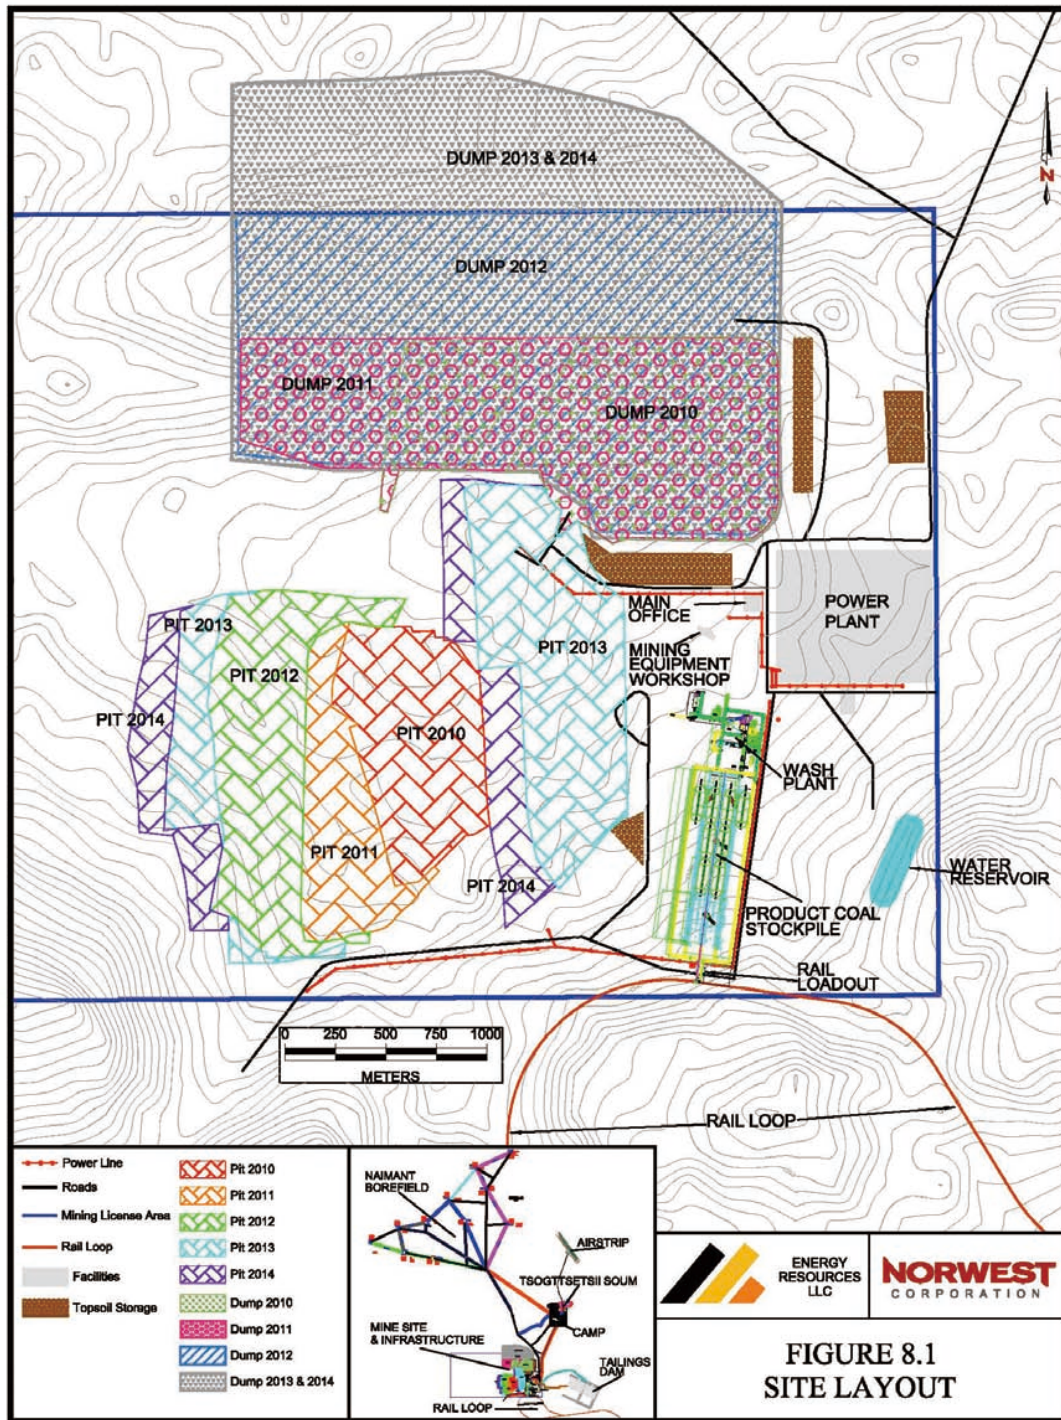 DUMP 2013 & 2014
N
DUMP 2012
DUMP 2011
DUMP 2010
MAIN
OFFICE
POWER
PLANT
PIT 2013
PIT 2013
MINING
EQUIPMENT
WORKSHOP
PIT 2012
PIT 2014
PIT 2010
WASH
PLANT
PIT 2011
PIT 2014
WATER
RESERVOIR
PRODUCT COAL
STOCKPILE
RAIL
LOADOUT
0 250 500 750 1000
METERS
RAIL LOOP
Power Line
Roads
Mining License Area
Rail Loop
Facilities
Topsoil Storage
Pit 2010
Pit 2011
Pit 2012
Pit 2013
Pit 2014
Dump 2010
Dump 2011
Dump 2012
Dump 2013 & 2014
NAIMANT
BOREFIELD
AIRSTRIP
TSOGTTSETSII SOUM
CAMP
MINE SITE
& INFRASTRUCTURE
TAILINGS
DAM
RAIL LOOP
ENERGY
RESOURCES
LLC
NORWEST
CORPORATION
FIGURE 8.1
SITE LAYOUT